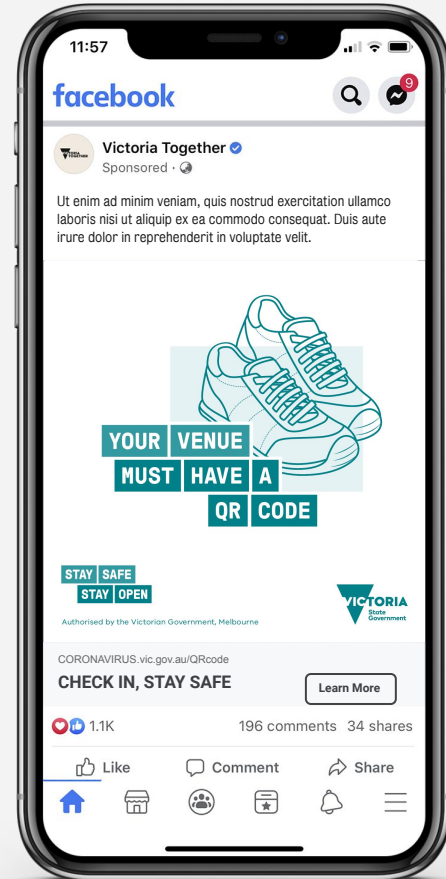 11:57
facebook
9
VICTORIA
TOGETHER
Victoria Together
Sponsored ·
Ut enim ad minim veniam, quis nostrud exercitation ullamco
laboris nisi ut aliquip ex ea commodo consequat. Duis aute
irure dolor in reprehenderit in voluptate velit.
YOUR VENUE
MUST HAVE A
QR CODE
STAY SAFE
STAY OPEN
Authorised by the Victorian Government, Melbourne
VICTORIA
State
Government
CORONAVIRUS.vic.gov.au/QRcode
CHECK IN, STAY SAFE
Learn More
1.1K
196 comments 34 shares
Like
Comment
Share